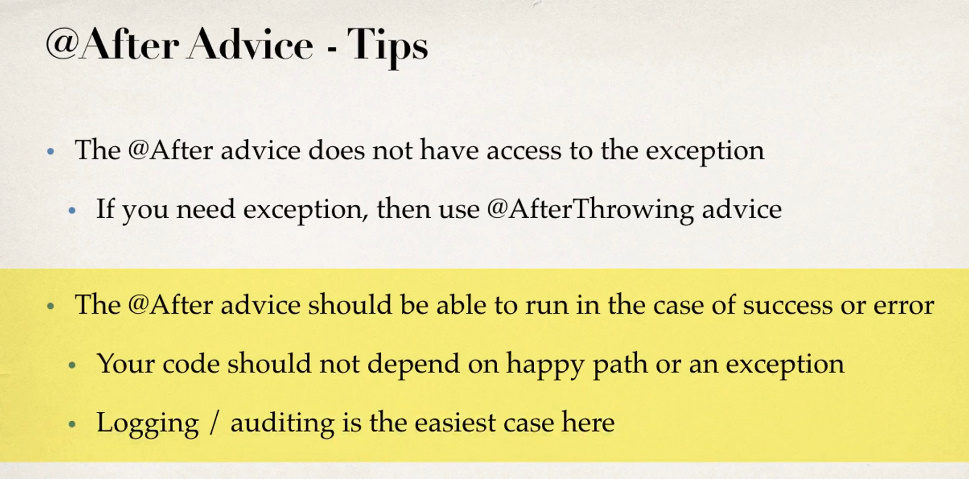 @After Advice - Tips
• The @After advice does not have access to the exception
• If you need exception, then use @AfterThrowing advice
• The @After advice should be able to run in the case of success or error
• Your code should not depend on happy path or an exception
• Logging / auditing is the easiest case here